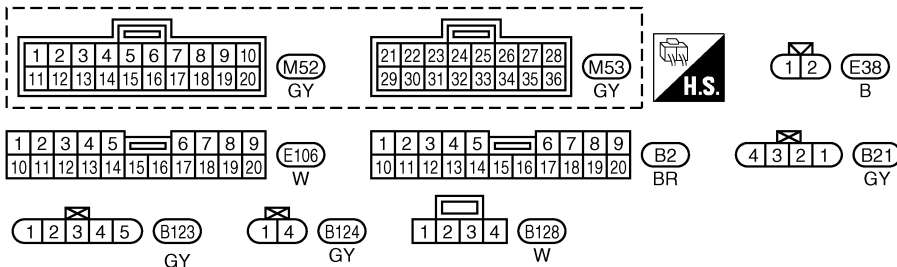 1 2 3 4 5 6 7 8 9 10
11 12 13 14 15 16 17 18 19 20
M52
GY
21 22 23 24 25 26 27 28
29 30 31 32 33 34 35 36
M53
GY
H.S.
1 2
E38
B
1 2 3 4 5 6 7 8 9
10 11 12 13 14 15 16 17 18 19 20
E106
W
1 2 3 4 5 6 7 8 9
10 11 12 13 14 15 16 17 18 19 20
B2
BR
4 3 2 1
B21
GY
1 2 3 4 5
B123
GY
1 4
B124
GY
1 2 3 4
B128
W